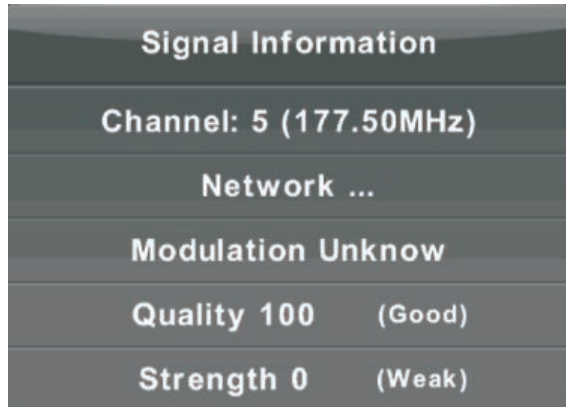 Signal Information
Channel: 5 (177.50MHz)
Network ...
Modulation Unknow
Quality 100 (Good)
Strength 0 (Weak)